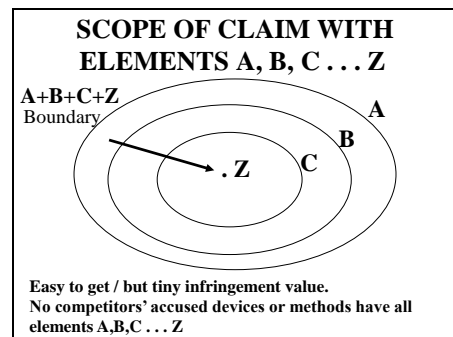 SCOPE OF CLAIM WITH
ELEMENTS A, B, C . . . Z
A+B+C+Z
Boundary
A
B
C
. Z
Easy to get / but tiny infringement value.
No competitors' accused devices or methods have all
elements A,B,C . . . Z